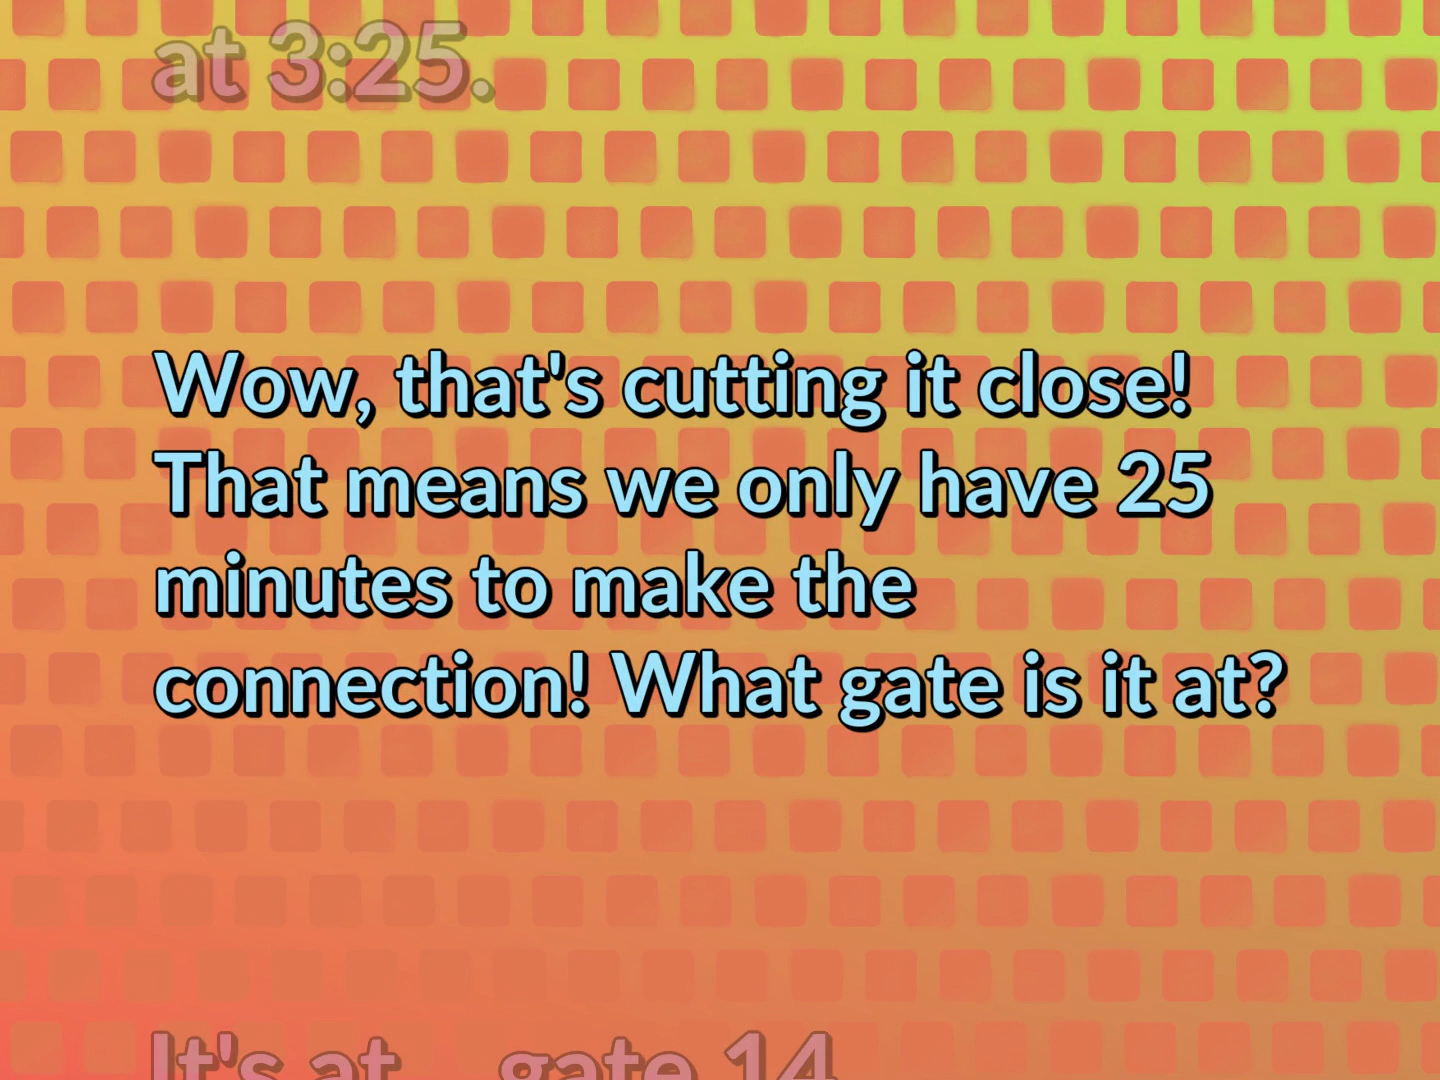 at 3:25.
Wow, that's cutting it close!
That means we only have 25
minutes to make the
connection! What gate is it at?
It's at... gate 14